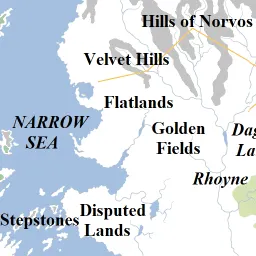 Hills of Norvos
Velvet Hills
Flatlands
NARROW
SEA
Golden
Fields
Dag
La
Rhoyne
Stepstones
Disputed
Lands